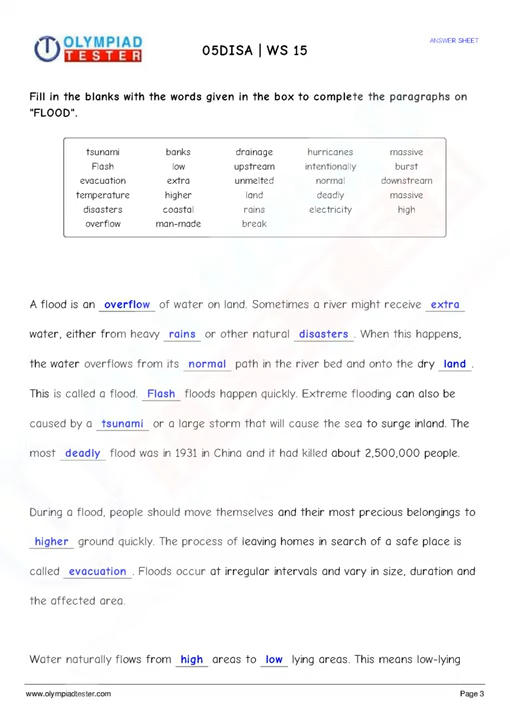 OLYMPIAD
TESTER
05DISA | WS 15
ANSWER SHEET
Fill in the blanks with the words given in the box to complete the paragraphs on
"FLOOD".
tsunami banks drainage hurricanes massive
Flash low upstream intentionally burst
evacuation extra unmelted normal downstream
temperature higher land deadly massive
disasters coastal rains electricity high
overflow man-made break
A flood is an overflow of water on land. Sometimes a river might receive extra
water, either from heavy rains or other natural disasters. When this happens,
the water overflows from its normal path in the river bed and onto the dry land.
This is called a flood. Flash floods happen quickly. Extreme flooding can also be
caused by a tsunami or a large storm that will cause the sea to surge inland. The
most deadly flood was in 1931 in China and it had killed about 2,500,000 people.
During a flood, people should move themselves and their most precious belongings to
higher ground quickly. The process of leaving homes in search of a safe place is
called evacuation. Floods occur at irregular intervals and vary in size, duration and
the affected area.
Water naturally flows from high areas to low lying areas. This means low-lying
www.olympiadtester.com
Page 3